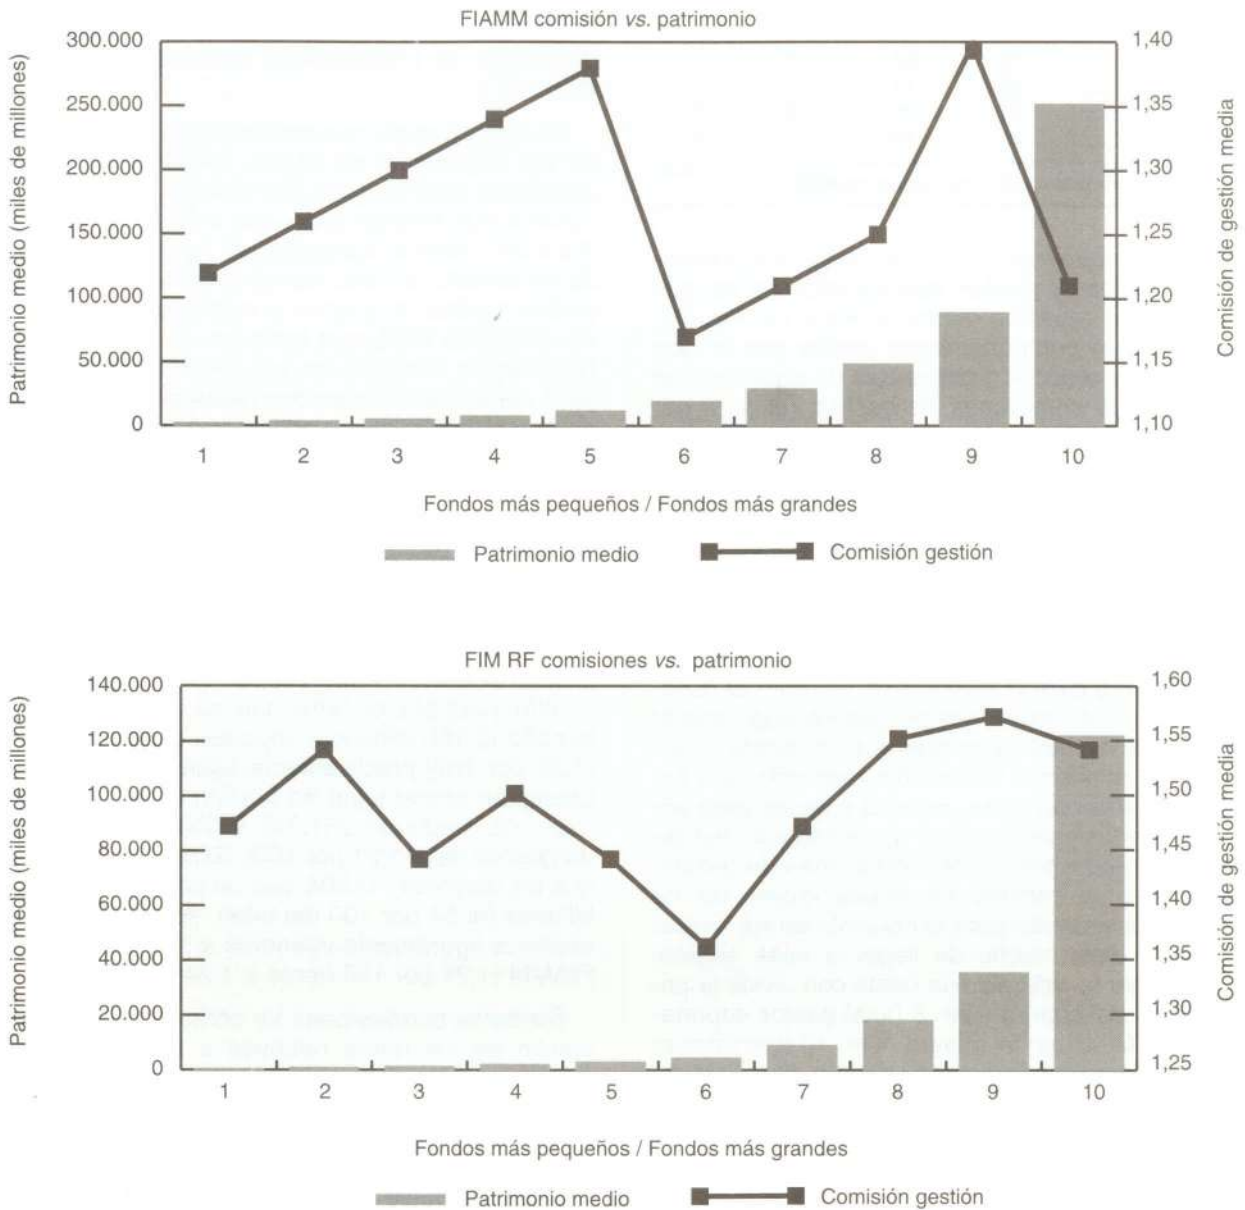 FIAMM comisión vs. patrimonio
Patrimonio medio (miles de millones)
300.000
250.000
200.000
150.000
100.000
50.000
0
1,40
1,35
1,30
1,25
1,20
1,15
1,10
Comisión de gestión media
1 2 3 4 5 6 7 8 9 10
Fondos más pequeños / Fondos más grandes
Patrimonio medio Comisión gestión
FIM RF comisiones vs. patrimonio
Patrimonio medio (miles de millones)
140.000
120.000
100.000
80.000
60.000
40.000
20.000
0
1,60
1,55
1,50
1,45
1,40
1,35
1,30
1,25
Comisión de gestión media
1 2 3 4 5 6 7 8 9 10
Fondos más pequeños / Fondos más grandes
Patrimonio medio Comisión gestión